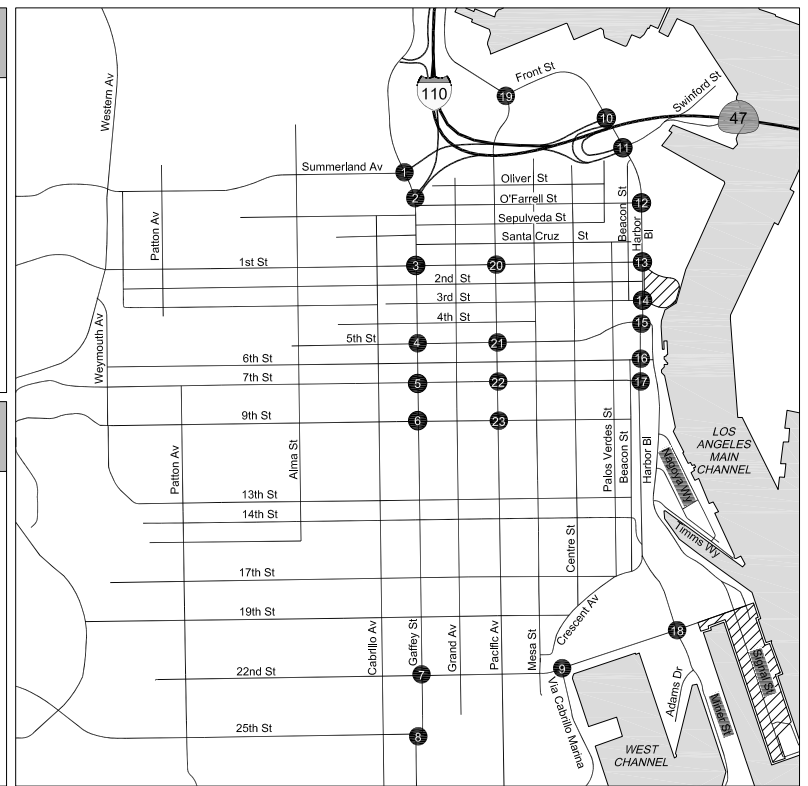 110
Front St
19
Swinford St
10
47
Western Av
11
Summerland Av
1
Oliver St
2
O'Farrell St
12
Patton Av
Sepulveda St
Beacon St
Harbor Bl
Santa Cruz St
1st St
3
20
13
2nd St
3rd St
14
4th St
15
Weymouth Av
5th St
4
21
6th St
16
7th St
5
22
17
9th St
6
23
LOS
ANGELES
MAIN
CHANNEL
Patton Av
Alma St
Palos Verdes St
Beacon St
Harbor Bl
Nagoya Wy
13th St
14th St
Timms Wy
Centre St
17th St
19th St
Crescent Av
18
Cabrillo Av
Gaffey St
Grand Av
Pacific Av
Mesa St
22nd St
7
9
Via Cabrillo Marina
Adams Dr
Miner St
Signal St
25th St
8
WEST
CHANNEL